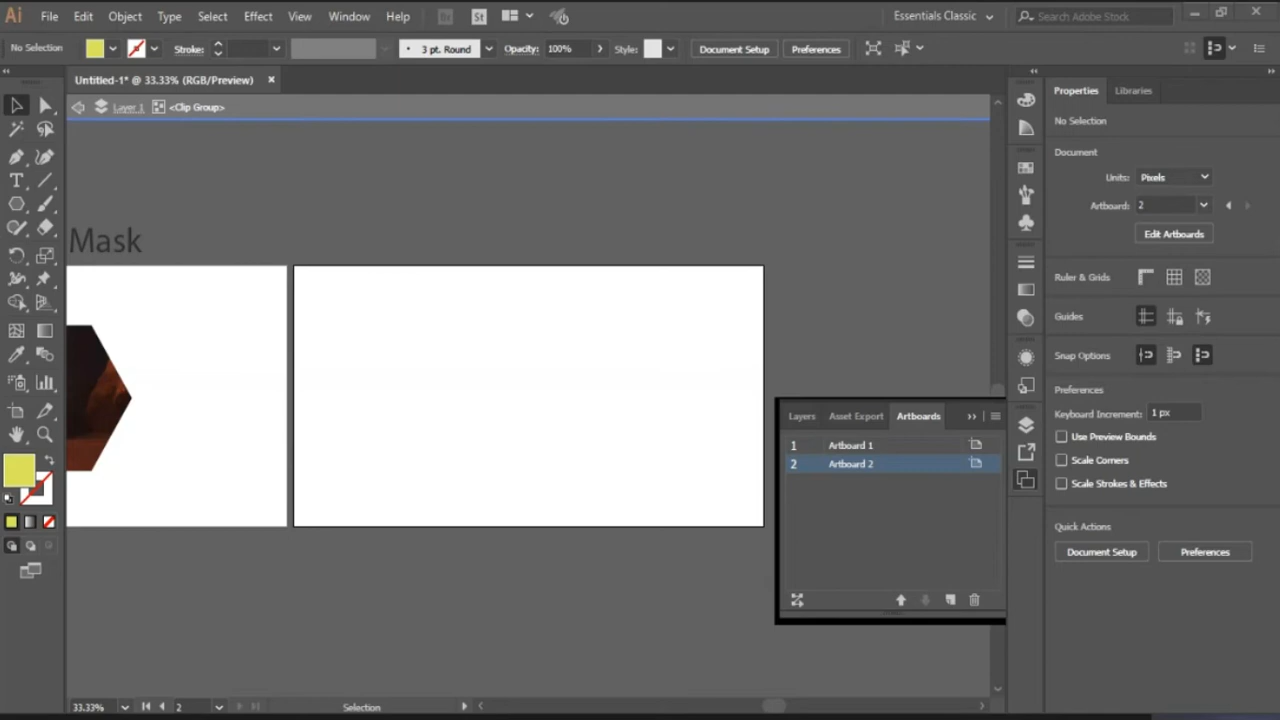 Ai File Edit Object Type Select Effect View Window Help Br St Essentials Classic Search Adobe Stock
No Selection Stroke: 3 pt. Round Opacity: 100% Style: Document Setup Preferences
Untitled-1* @ 33.33% (RGB/Preview)
Layer 1 <Clip Group>
Mask
Properties Libraries
No Selection
Document
Units: Pixels
Artboard: 2
Edit Artboards
Ruler & Grids
Guides
Snap Options
Preferences
Keyboard Increment: 1 px
Use Preview Bounds
Scale Corners
Scale Strokes & Effects
Quick Actions
Document Setup Preferences
Layers Asset Export Artboards
1 Artboard 1
2 Artboard 2
33.33% 2 Selection